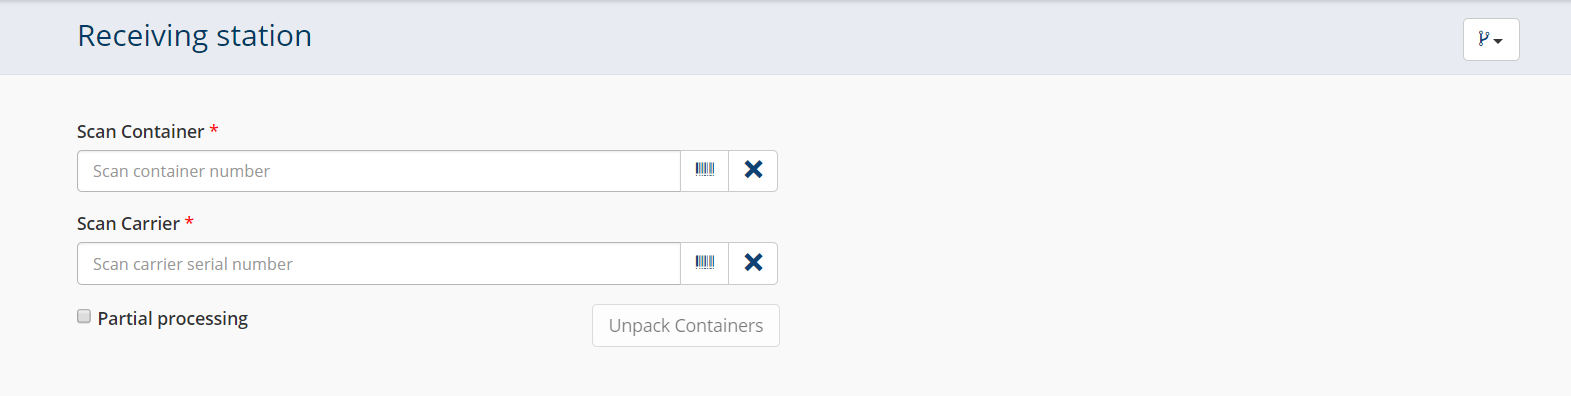 Receiving station
Scan Container *
Scan container number
Scan Carrier *
Scan carrier serial number
Partial processing
Unpack Containers